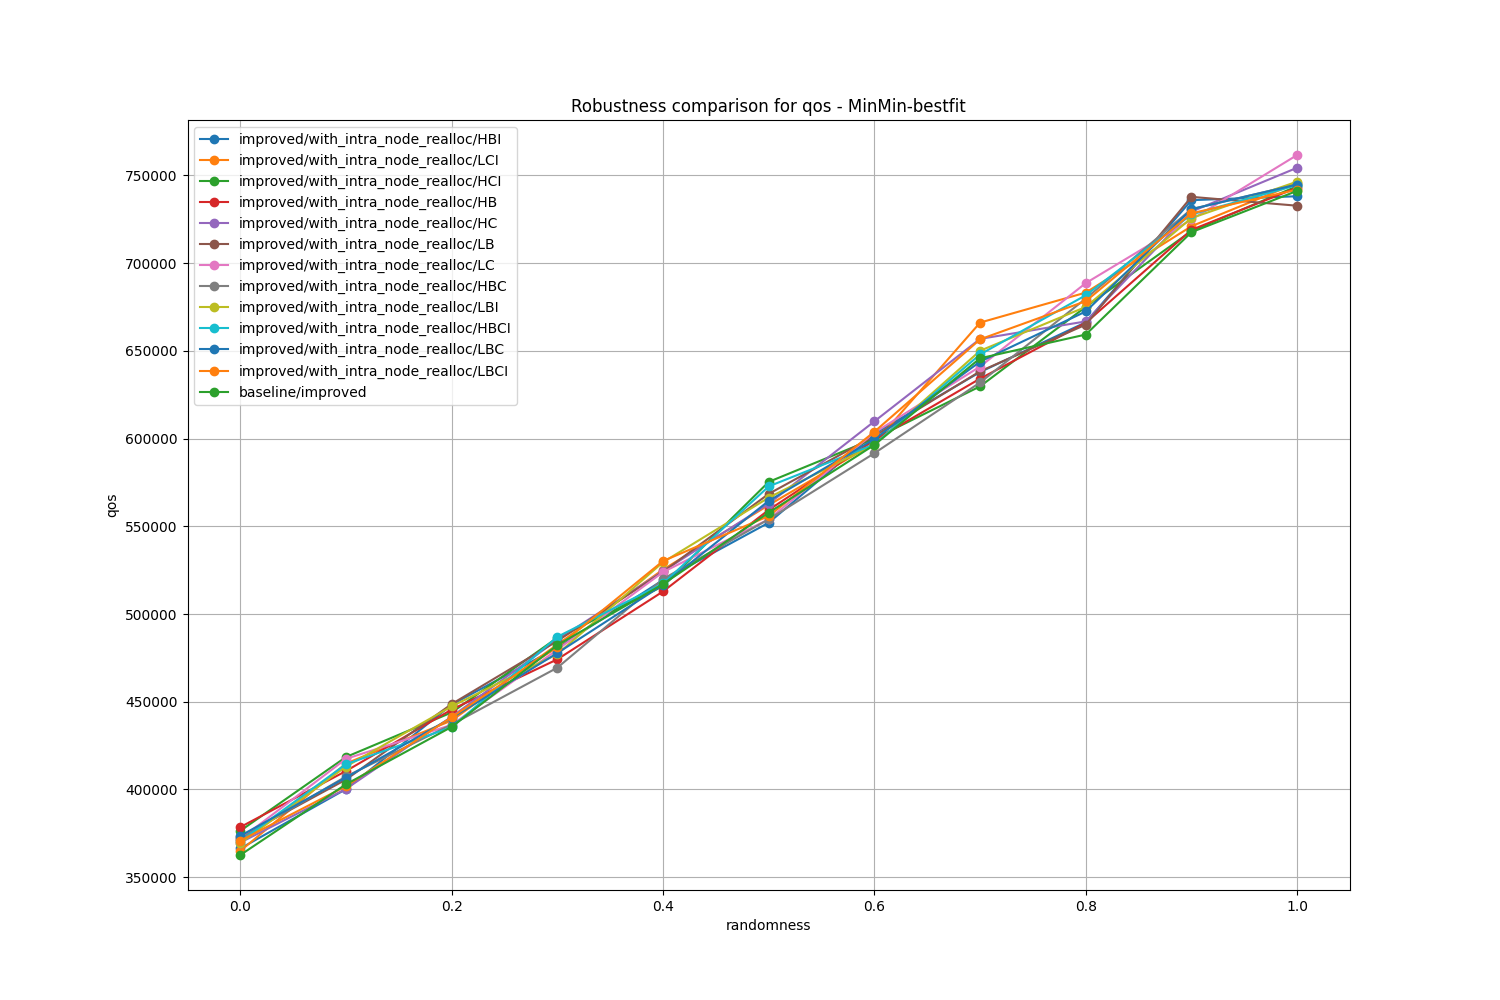 Robustness comparison for qos - MinMin-bestfit
improved/with_intra_node_realloc/HBI
improved/with_intra_node_realloc/LCI
improved/with_intra_node_realloc/HCI
improved/with_intra_node_realloc/HB
improved/with_intra_node_realloc/HC
improved/with_intra_node_realloc/LB
improved/with_intra_node_realloc/LC
improved/with_intra_node_realloc/HBC
improved/with_intra_node_realloc/LBI
improved/with_intra_node_realloc/HBCI
improved/with_intra_node_realloc/LBC
improved/with_intra_node_realloc/LBCI
baseline/improved
750000
700000
650000
600000
550000
500000
450000
400000
350000
qos
0.0 0.2 0.4 0.6 0.8 1.0
randomness